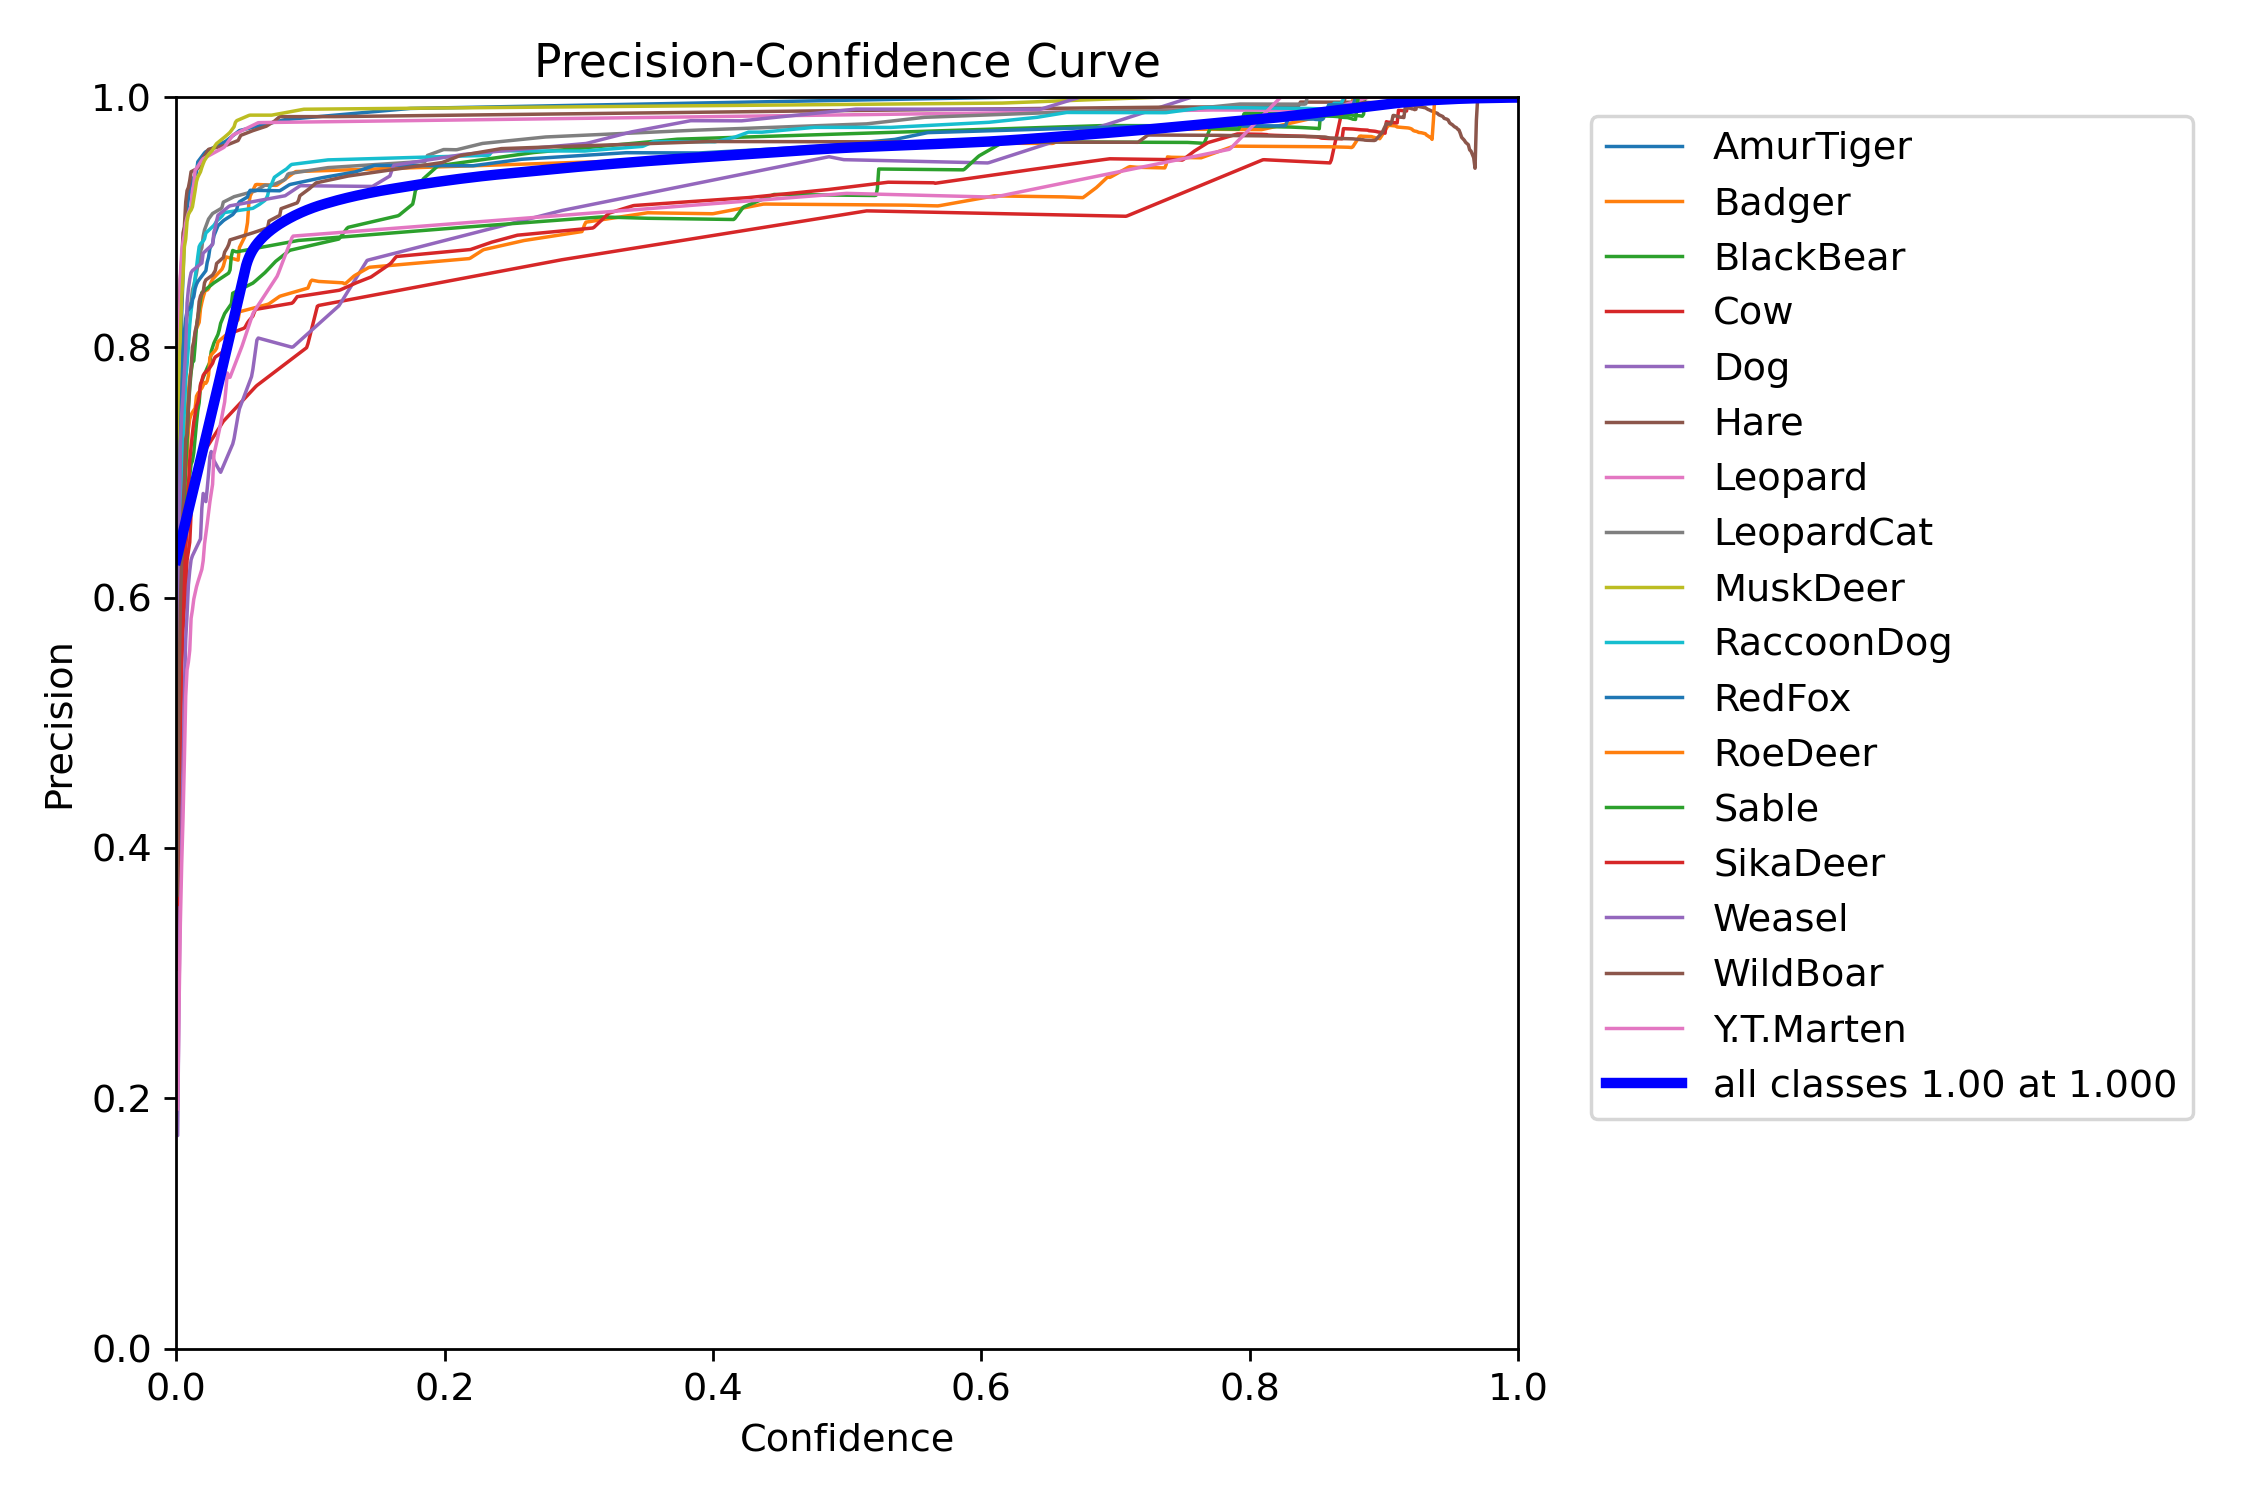 Precision-Confidence Curve
1.0
0.8
0.6
0.4
0.2
0.0
Precision
0.0 0.2 0.4 0.6 0.8 1.0
Confidence
AmurTiger
Badger
BlackBear
Cow
Dog
Hare
Leopard
LeopardCat
MuskDeer
RaccoonDog
RedFox
RoeDeer
Sable
SikaDeer
Weasel
WildBoar
Y.T.Marten
all classes 1.00 at 1.000